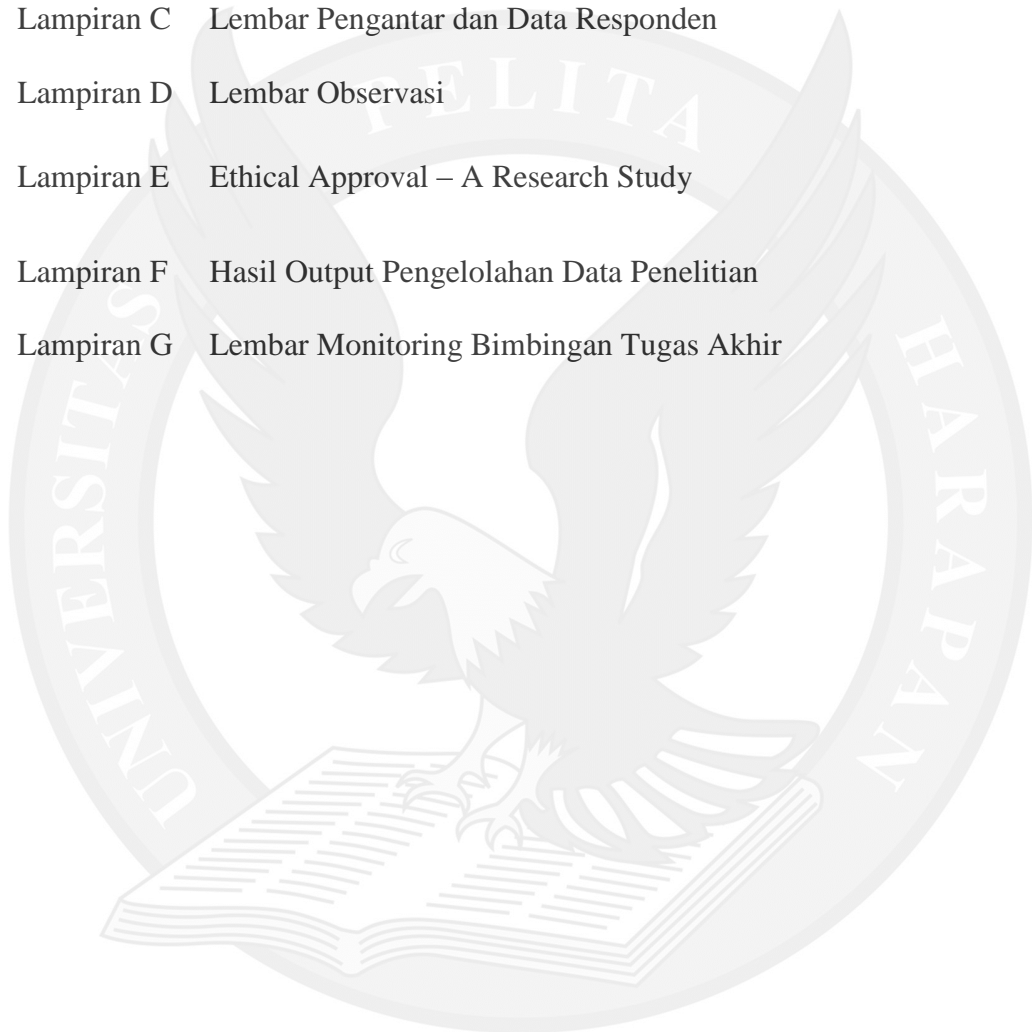 Lampiran C Lembar Pengantar dan Data Responden
Lampiran D Lembar Observasi
Lampiran E Ethical Approval – A Research Study
Lampiran F Hasil Output Pengelolahan Data Penelitian
Lampiran G Lembar Monitoring Bimbingan Tugas Akhir
UNIVERSITAS PELITA HARAPAN